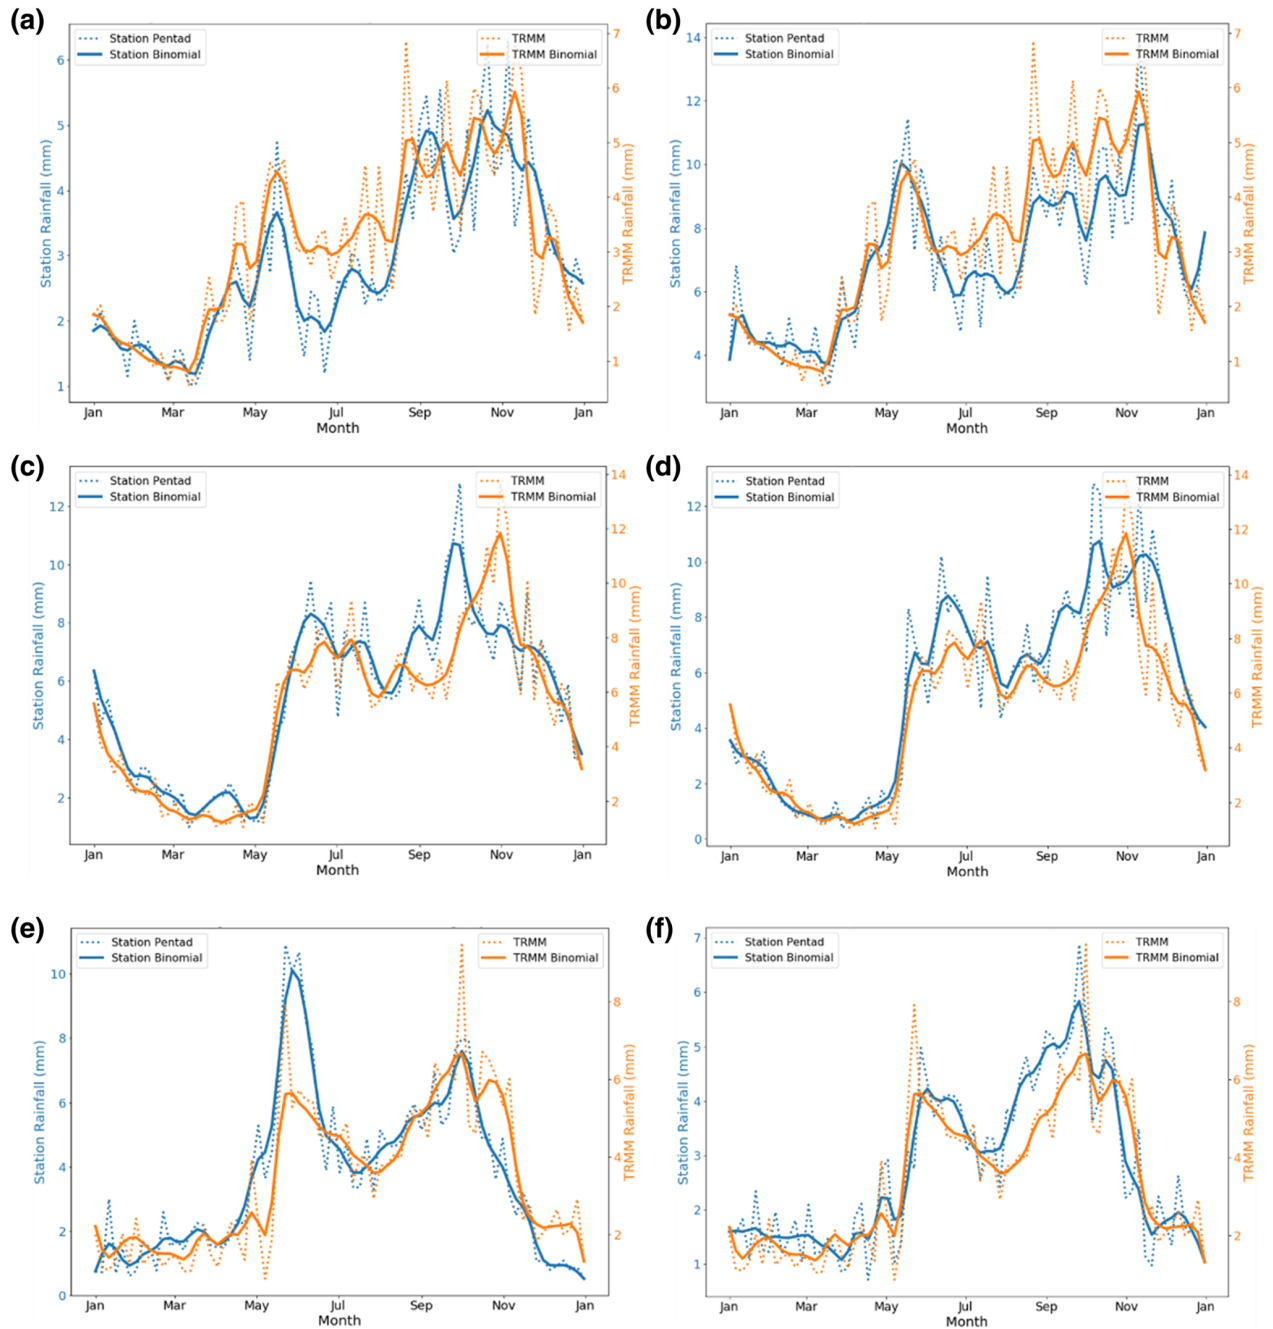 (a)
Station Pentad
Station Binomial
TRMM
TRMM Binomial
Station Rainfall (mm)
6
5
4
3
2
1
7
6
5
4
3
2
1
TRMM Rainfall (mm)
Jan Mar May Jul Sep Nov Jan
Month
(b)
Station Pentad
Station Binomial
TRMM
TRMM Binomial
Station Rainfall (mm)
14
12
10
8
6
4
7
6
5
4
3
2
1
TRMM Rainfall (mm)
Jan Mar May Jul Sep Nov Jan
Month
(c)
Station Pentad
Station Binomial
TRMM
TRMM Binomial
Station Rainfall (mm)
12
10
8
6
4
2
14
12
10
8
6
4
2
TRMM Rainfall (mm)
Jan Mar May Jul Sep Nov Jan
Month
(d)
Station Pentad
Station Binomial
TRMM
TRMM Binomial
Station Rainfall (mm)
12
10
8
6
4
2
0
14
12
10
8
6
4
2
TRMM Rainfall (mm)
Jan Mar May Jul Sep Nov Jan
Month
(e)
Station Pentad
Station Binomial
TRMM
TRMM Binomial
Station Rainfall (mm)
10
8
6
4
2
0
8
6
4
2
TRMM Rainfall (mm)
Jan Mar May Jul Sep Nov Jan
Month
(f)
Station Pentad
Station Binomial
TRMM
TRMM Binomial
Station Rainfall (mm)
7
6
5
4
3
2
1
8
6
4
2
TRMM Rainfall (mm)
Jan Mar May Jul Sep Nov Jan
Month